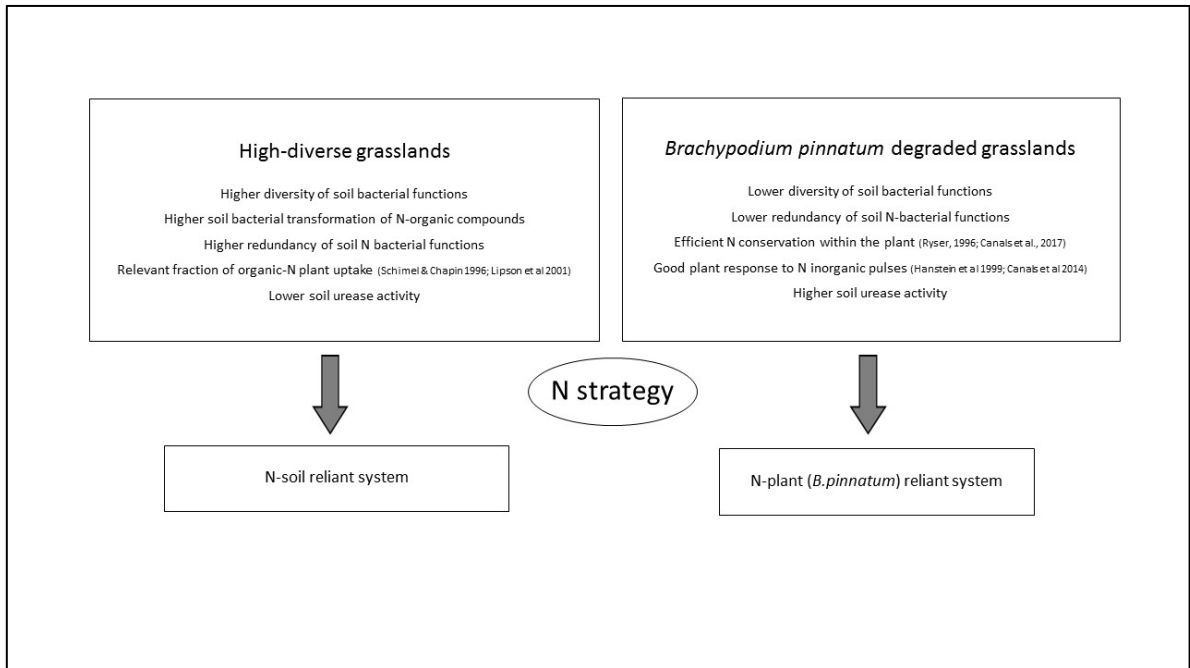 High-diverse grasslands
Higher diversity of soil bacterial functions
Higher soil bacterial transformation of N-organic compounds
Higher redundancy of soil N bacterial functions
Relevant fraction of organic-N plant uptake (Schimel & Chapin 1996; Lipson et al 2001)
Lower soil urease activity
Brachypodium pinnatum degraded grasslands
Lower diversity of soil bacterial functions
Lower redundancy of soil N-bacterial functions
Efficient N conservation within the plant (Ryser, 1996; Canals et al., 2017)
Good plant response to N inorganic pulses (Hanstein et al 1999; Canals et al 2014)
Higher soil urease activity
N strategy
N-soil reliant system
N-plant (B.pinnatum) reliant system